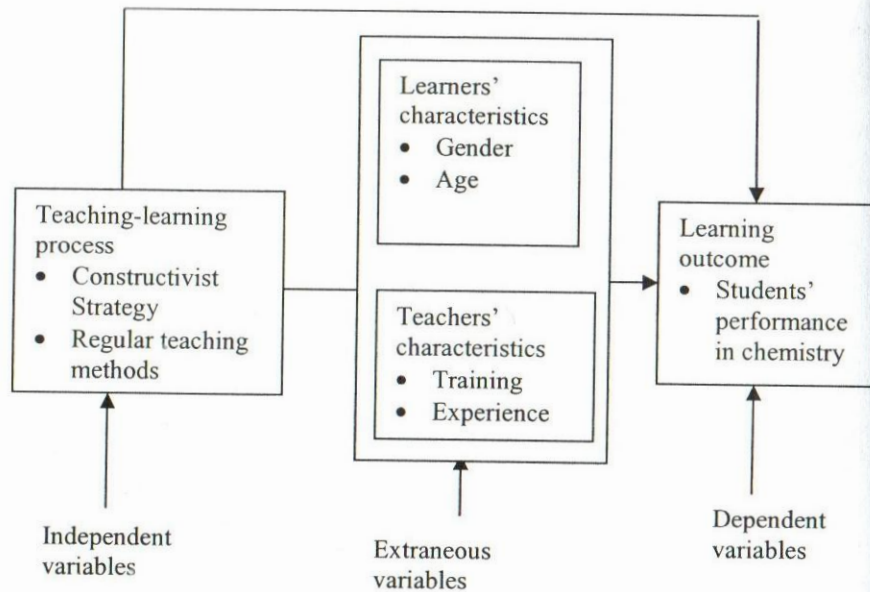 Learners'
characteristics
• Gender
• Age
Teaching-learning
process
• Constructivist
Strategy
• Regular teaching
methods
Teachers'
characteristics
• Training
• Experience
Learning
outcome
• Students'
performance
in chemistry
Independent
variables
Extraneous
variables
Dependent
variables